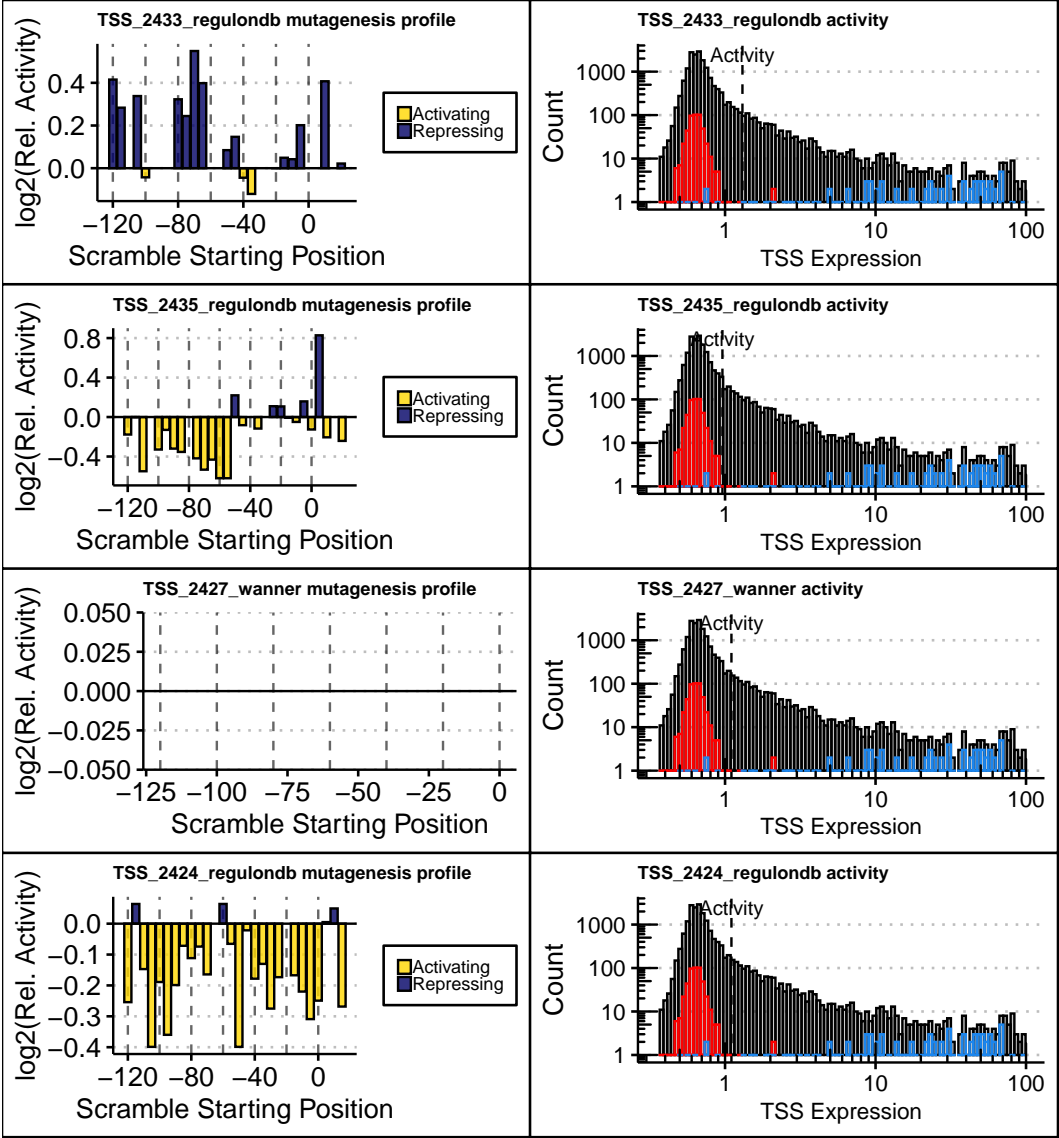 TSS_2433_regulondb mutagenesis profile
log2(Rel. Activity)
0.4
0.2
0.0
−120 −80 −40 0
Scramble Starting Position
Activating
Repressing
TSS_2433_regulondb activity
Activity
Count
1000
100
10
1
1 10 100
TSS Expression
TSS_2435_regulondb mutagenesis profile
log2(Rel. Activity)
0.8
0.4
0.0
−0.4
−120 −80 −40 0
Scramble Starting Position
Activating
Repressing
TSS_2435_regulondb activity
Activity
Count
1000
100
10
1
1 10 100
TSS Expression
TSS_2427_wanner mutagenesis profile
log2(Rel. Activity)
0.050
0.025
0.000
−0.025
−0.050
−125 −100 −75 −50 −25 0
Scramble Starting Position
TSS_2427_wanner activity
Activity
Count
1000
100
10
1
1 10 100
TSS Expression
TSS_2424_regulondb mutagenesis profile
log2(Rel. Activity)
0.0
−0.1
−0.2
−0.3
−0.4
−120 −80 −40 0
Scramble Starting Position
Activating
Repressing
TSS_2424_regulondb activity
Activity
Count
1000
100
10
1
1 10 100
TSS Expression